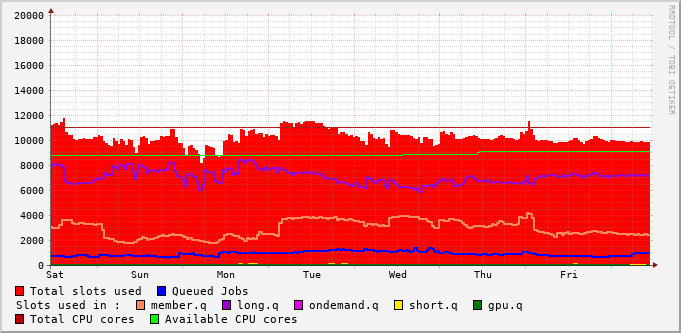 RRDTOOL / TOBI OETIKER
20000
18000
16000
14000
12000
10000
8000
6000
4000
2000
0
Sat Sun Mon Tue Wed Thu Fri
Total slots used Queued Jobs
Slots used in : member.q long.q ondemand.q short.q gpu.q
Total CPU cores Available CPU cores